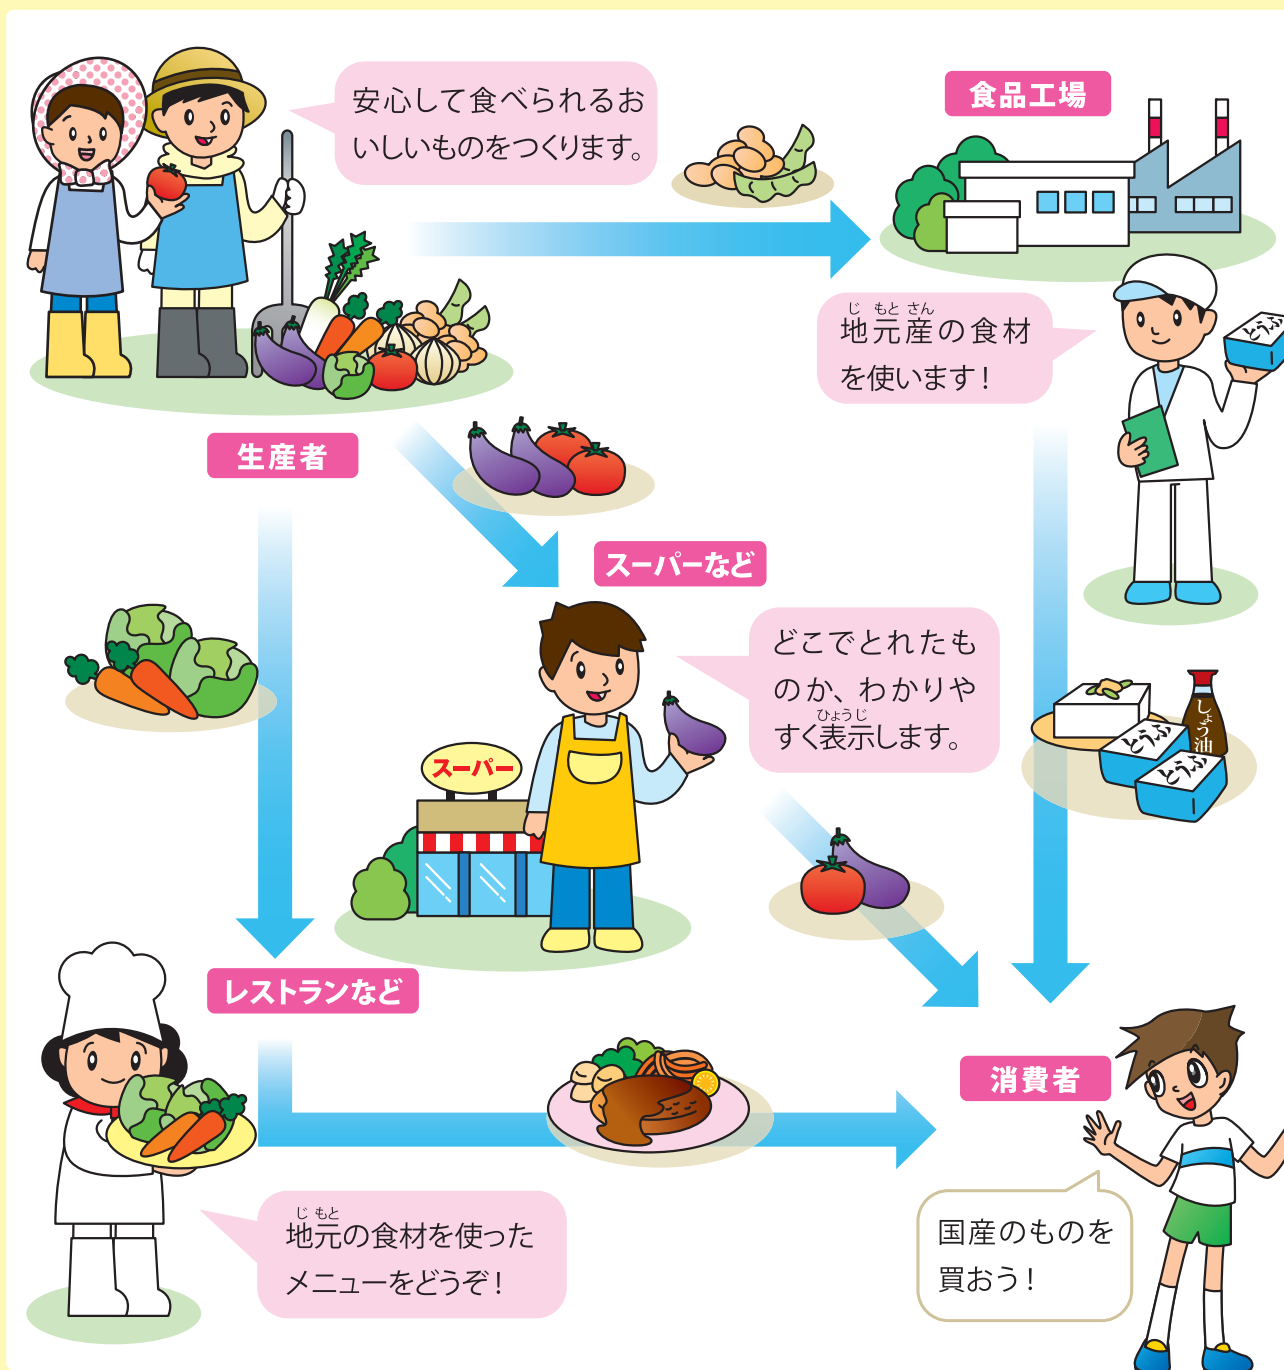 安心して食べられるお
いしいものをつくります。
食品工場
じもとさん
地元産の食材
を使います!
とうふ
生産者
スーパーなど
どこでとれたも
のか、わかりや
ひょうじ
すく表示します。
スーパー
しょう油
とうふ
とうふ
レストランなど
じもと
地元の食材を使った
メニューをどうぞ!
消費者
国産のものを
買おう!